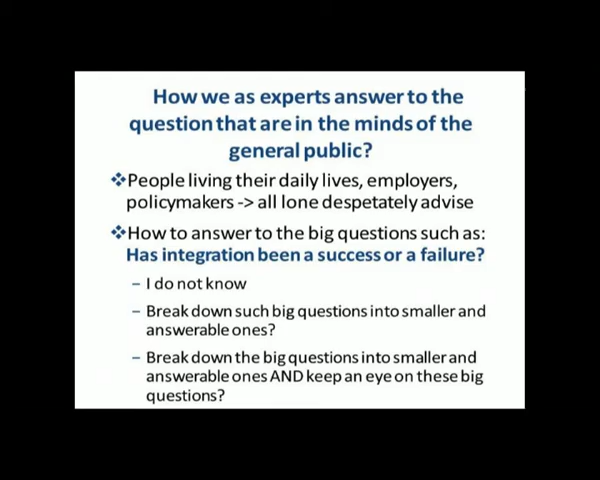 How we as experts answer to the
question that are in the minds of the
general public?
❖People living their daily lives, employers,
policymakers -> all lone despetately advise
❖How to answer to the big questions such as:
Has integration been a success or a failure?
– I do not know
– Break down such big questions into smaller and
answerable ones?
– Break down the big questions into smaller and
answerable ones AND keep an eye on these big
questions?